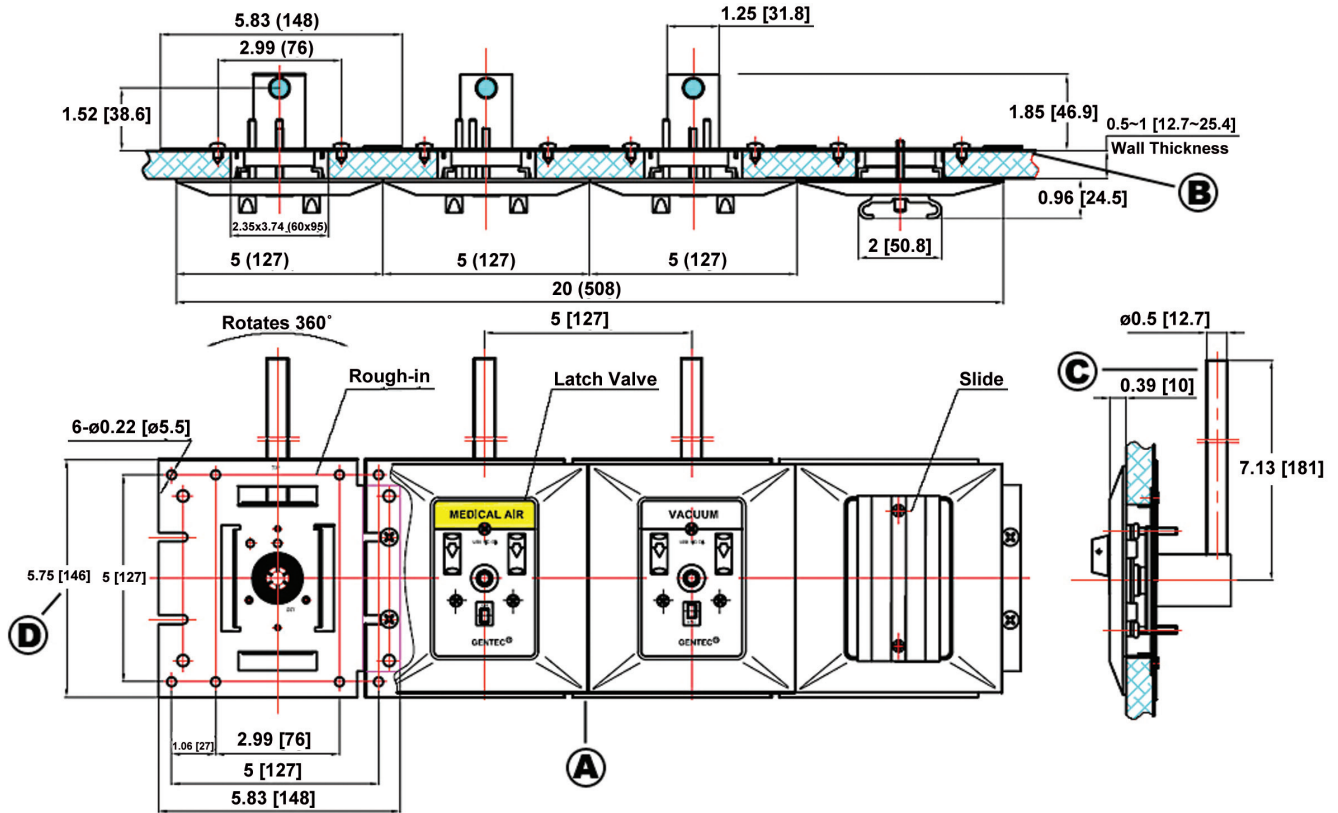 5.83 (148)
2.99 (76)
1.25 [31.8]
1.52 [38.6]
1.85 [46.9]
0.5~1 [12.7~25.4]
Wall Thickness
B
0.96 [24.5]
2.35x3.74 (60x95)
2 [50.8]
5 (127)
5 (127)
5 (127)
20 (508)
Rotates 360°
5 [127]
ø0.5 [12.7]
Rough-in
Latch Valve
Slide
C
0.39 [10]
6-ø0.22 [ø5.5]
7.13 [181]
MEDICAL AIR
VACUUM
5.75 [146]
5 [127]
D
GENTEC
GENTEC
1.06 [27]
2.99 [76]
5 [127]
A
5.83 [148]